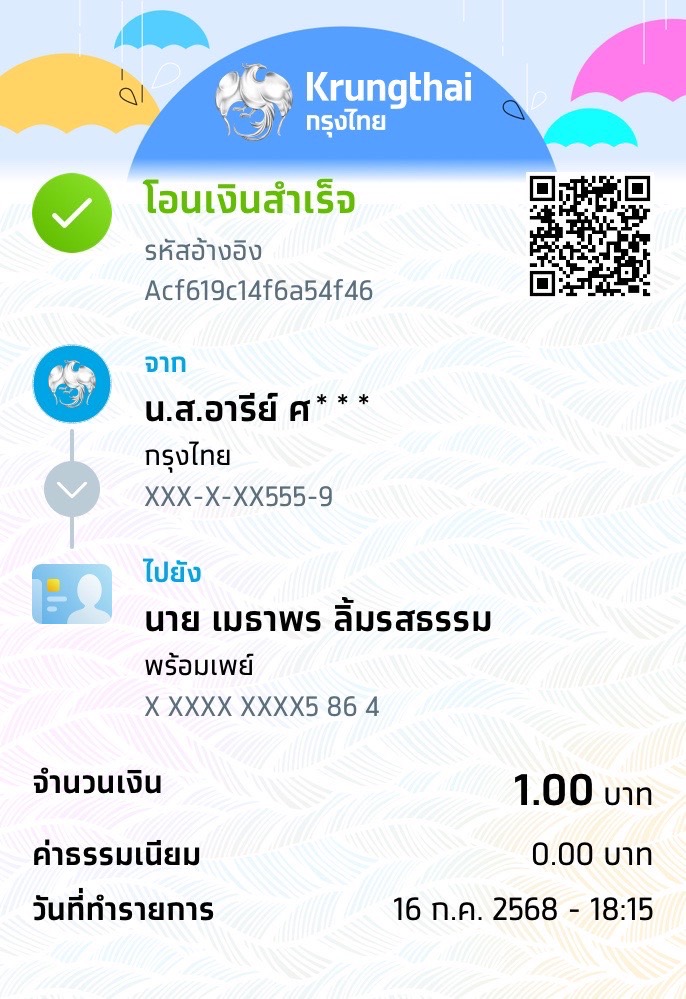 Krungthai
กรุงไทย
โอนเงินสำเร็จ
รหัสอ้างอิง
Acf619c14f6a54f46
จาก
น.ส.อารีย์ ศ* * *
กรุงไทย
XXX-X-XX555-9
ไปยัง
นาย เมธาพร ลิ้มรสธรรม
พร้อมเพย์
X XXXX XXXX5 86 4
จำนวนเงิน 1.00 บาท
ค่าธรรมเนียม 0.00 บาท
วันที่ทำรายการ 16 ก.ค. 2568 - 18:15